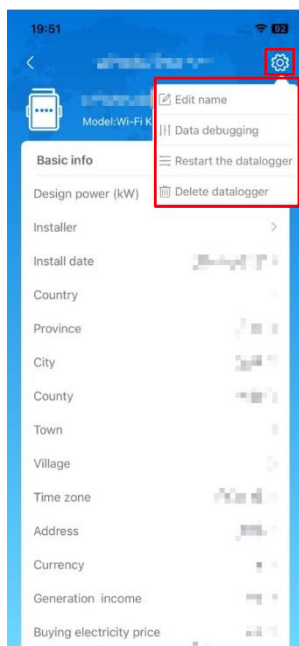 19:51
92
Edit name
Model:Wi-Fi K
Data debugging
Basic info
Restart the datalogger
Design power (kW)
Delete datalogger
Installer
Install date
Country
Province
City
County
Town
Village
Time zone
Address
Currency
Generation income
Buying electricity price